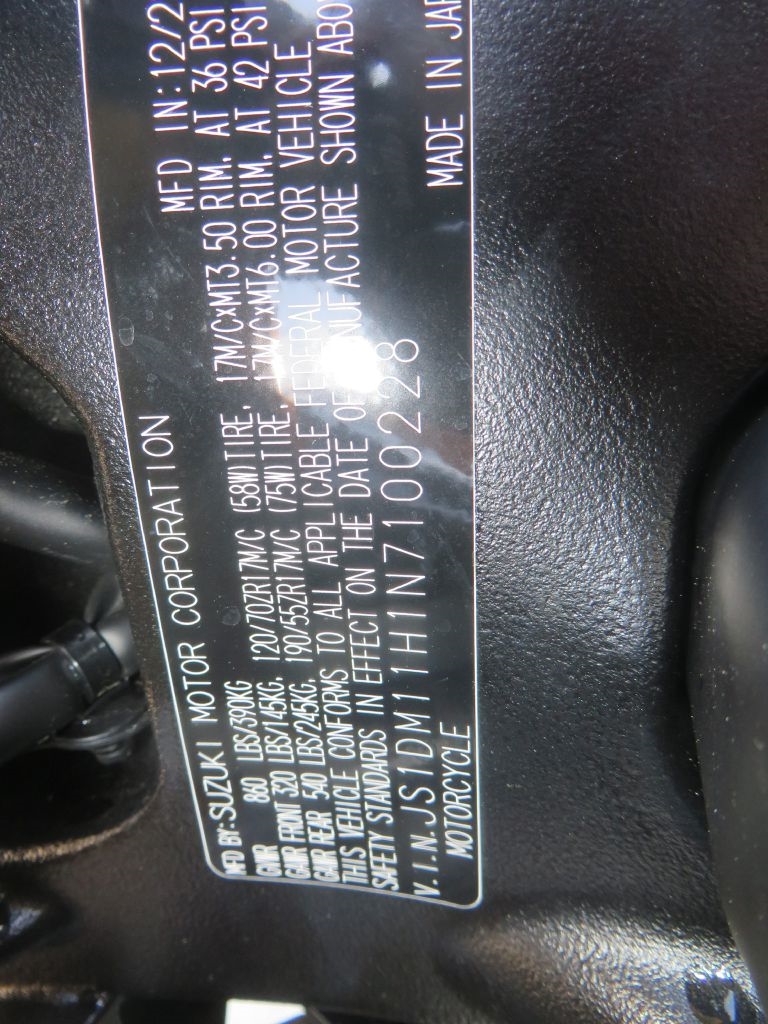 MFD BY:SUZUKI MOTOR CORPORATION MFD IN:12/2
GVWR 860 LBS/390KG
GAWR FRONT 320 LBS/145KG, 120/70ZR17M/C (58W)TIRE, 17M/C×MT3.50 RIM, AT 36 PSI
GAWR REAR 540 LBS/245KG, 190/55ZR17M/C (75W)TIRE, 17M/C×MT6.00 RIM, AT 42 PSI
THIS VEHICLE CONFORMS TO ALL APPLICABLE FEDERAL MOTOR VEHICLE
SAFETY STANDARDS IN EFFECT ON THE DATE OF MANUFACTURE SHOWN ABO
V.I.N.JS1DM11H1N7100228
MOTORCYCLE MADE IN JAP